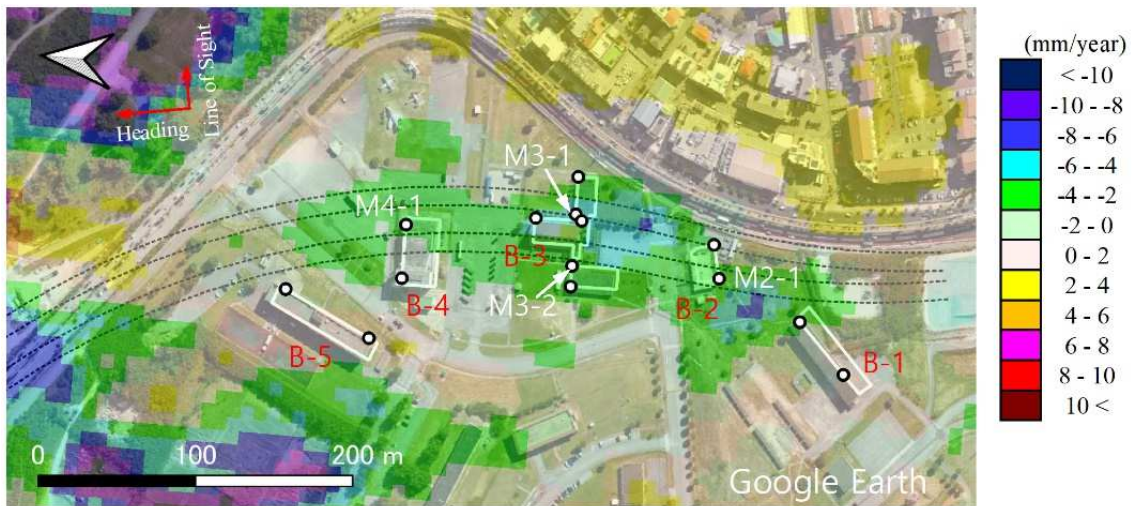 (mm/year)
< -10
-10 - -8
-8 - -6
-6 - -4
-4 - -2
-2 - 0
0 - 2
2 - 4
4 - 6
6 - 8
8 - 10
10 <
Line of Sight
Heading
M3-1
M4-1
B-3
M2-1
B-4
M3-2
B-2
B-5
B-1
0 100 200 m
Google Earth